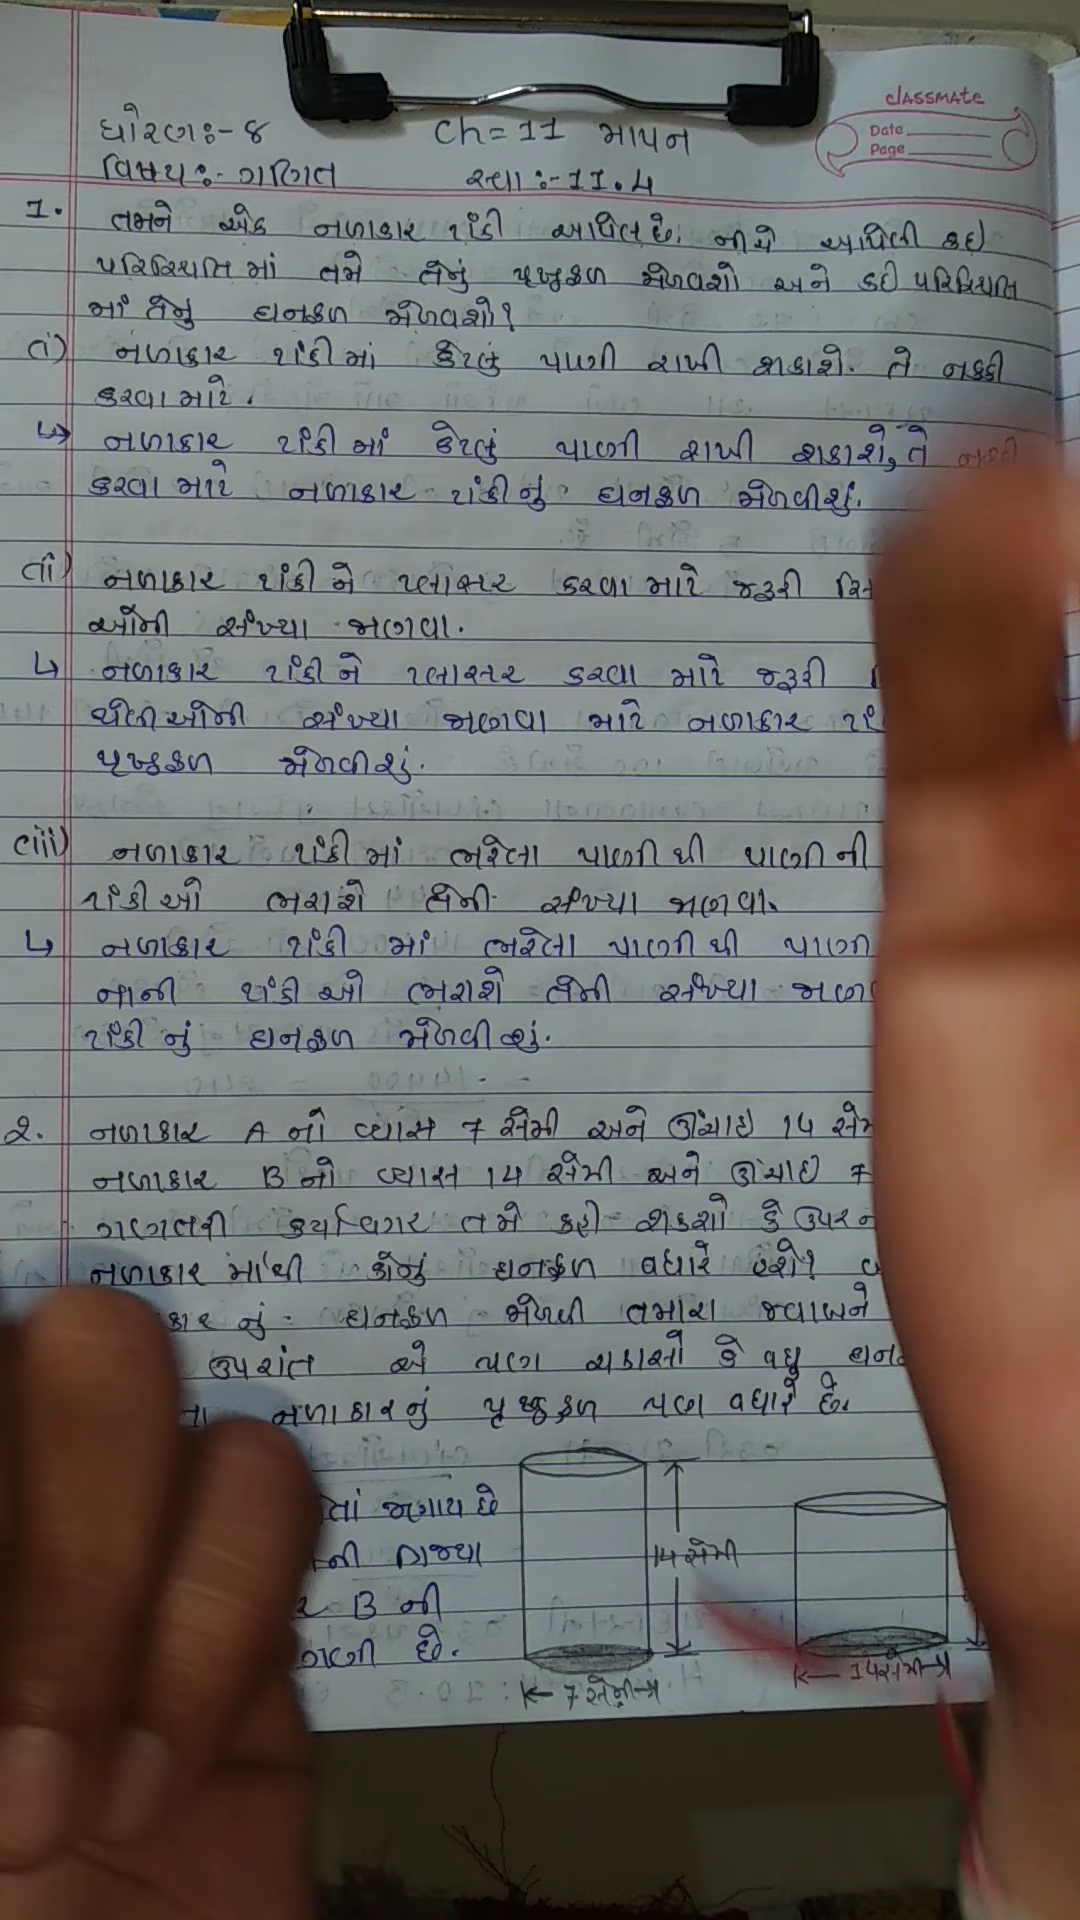 classmate
Date
Page
ધોરણઃ-8 Ch=11 માપન
વિષયઃ- ગણિત સ્વા:-11.4
1. તમને એક નળાકાર ટાંકી આપેલ છે. નીચે આપેલી કઈ
પરિસ્થિતિ માં તમે તેનું પૃષ્ઠફળ મેળવશો અને કઈ પરિસ્થિતિ
માં તેનું ઘનફળ મેળવશો?
(i) નળાકાર ટાંકી માં કેટલું પાણી રાખી શકાશે. તે નક્કી
કરવા માટે.
↳ નળાકાર ટાંકી માં કેટલું પાણી રાખી શકાશે, તે નક્કી
કરવા માટે નળાકાર ટાંકીનું ઘનફળ મેળવીશું.
(ii) નળાકાર ટાંકી ને પ્લાસ્ટર કરવા માટે જરૂરી
ઓની સંખ્યા જાણવા.
↳ નળાકાર ટાંકી ને પ્લાસ્ટર કરવા માટે જરૂરી
થેલીઓની સંખ્યા જાણવા માટે નળાકાર
પૃષ્ઠફળ મેળવીશું.
(iii) નળાકાર ટાંકી માં ભરેલા પાણી થી પાણી ની
ટાંકી ઓ ભરાશે તેની સંખ્યા જાણવા.
↳ નળાકાર ટાંકી માં ભરેલા પાણી થી પાણી
નાની ટાંકી ઓ ભરાશે તેની સંખ્યા
ટાંકી નું ઘનફળ મેળવીશું.
2. નળાકાર A નો વ્યાસ 7 સેમી અને ઊંચાઈ 14
નળાકાર B નો વ્યાસ 14 સેમી અને ઊંચાઈ 7
ગણતરી કર્યા વગર તમે કહી શકશો કે ઉપર
નળાકાર માંથી કોનું ઘનફળ વધારે હશે?
નું ઘનફળ મેળવી તમારા જવાબને
ઉપરાંત એ પણ ચકાસો કે વધુ
નળાકારનું પૃષ્ઠફળ પણ વધારે છે.
જણાય છે
ની ત્રિજ્યા
B ની
છે.
14 સેમી
7 સેમી
14 સેમી